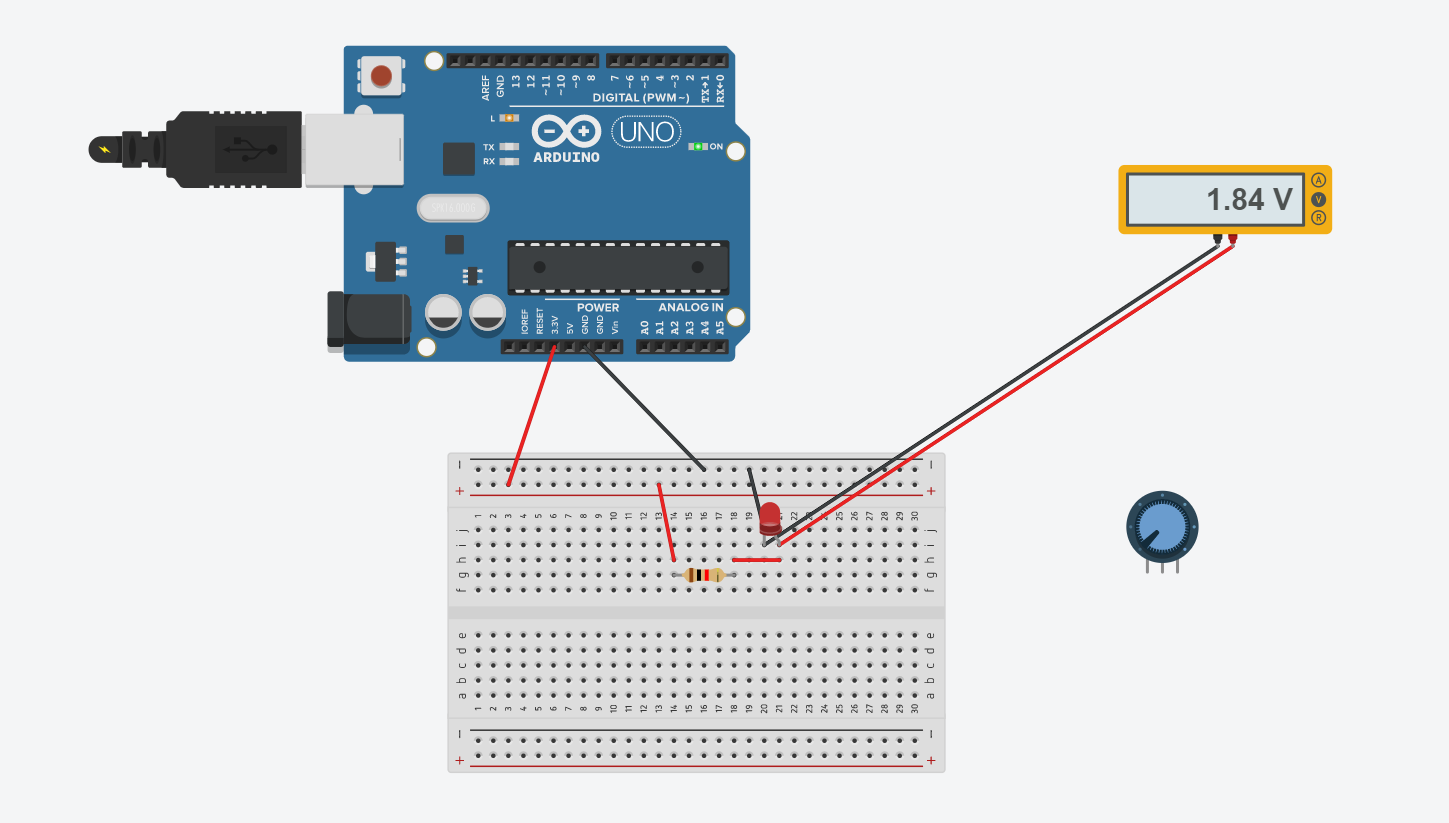 AREF
GND
13
12
~11
~10
~9
8
7
~6
~5
4
~3
2
TX→1
RX←0
DIGITAL (PWM~)
L
TX
RX
UNO
ARDUINO
ON
1.84 V
A
V
R
POWER
ANALOG IN
IOREF
RESET
3.3V
5V
GND
GND
Vin
A0
A1
A2
A3
A4
A5
− −
+ +
1 2 3 4 5 6 7 8 9 10 11 12 13 14 15 16 17 18 19 22 24 25 26 27 28 29 30
j j
i i
h h
g g
f f
e e
d d
c c
b b
a a
1 2 3 4 5 6 7 8 9 10 11 12 13 14 15 16 17 18 19 20 21 22 23 24 25 26 27 28 29 30
− −
+ +